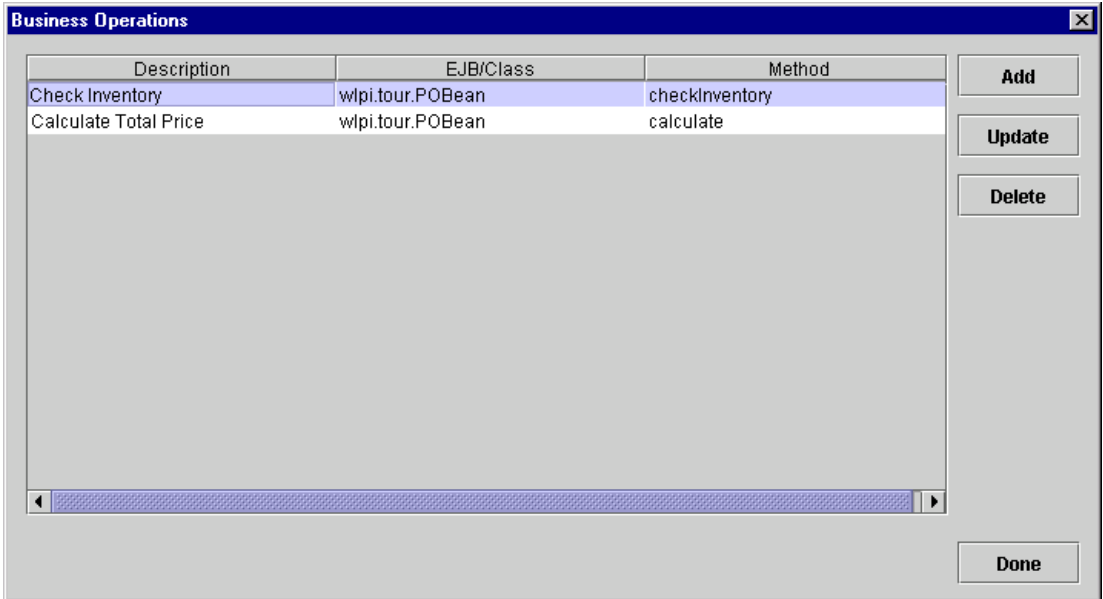 Business Operations
Description EJB/Class Method
Check Inventory wlpi.tour.POBean checkInventory
Calculate Total Price wlpi.tour.POBean calculate
Add
Update
Delete
Done